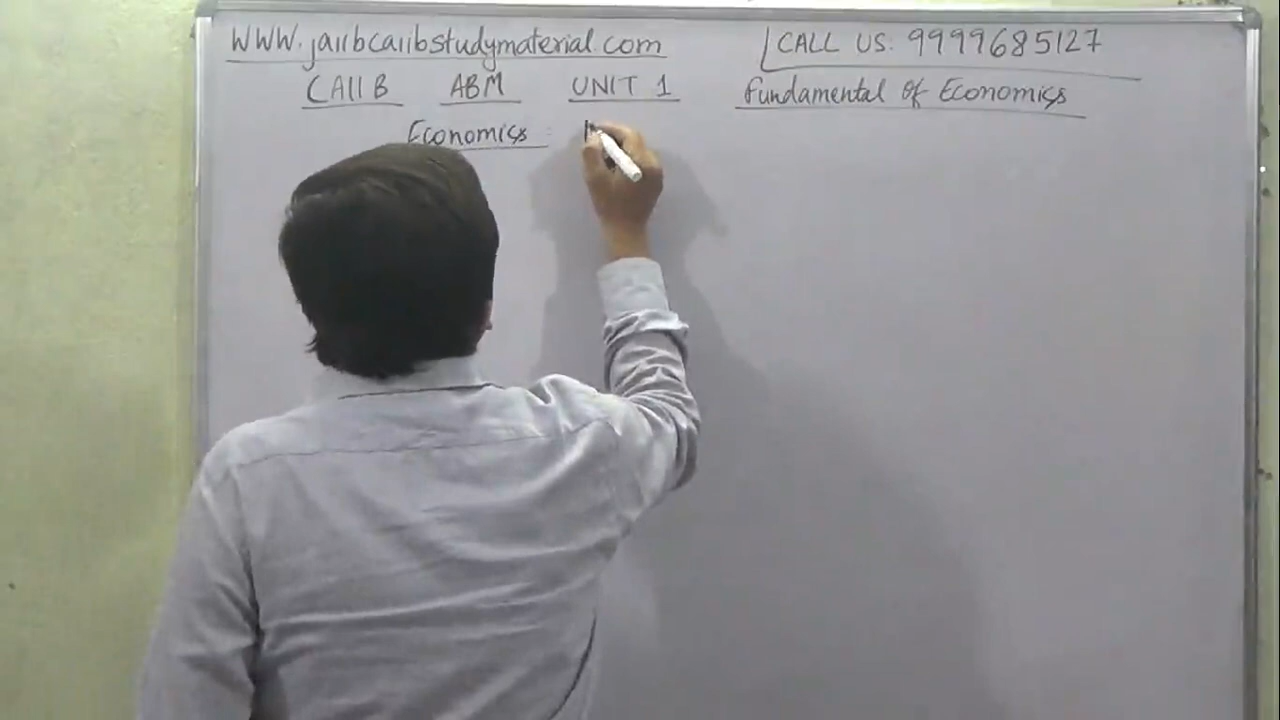 WWW.jaiibcaiibstudymaterial.com
CALL US: 9999685127
CAIIB ABM UNIT 1
Fundamental of Economics
Economics :